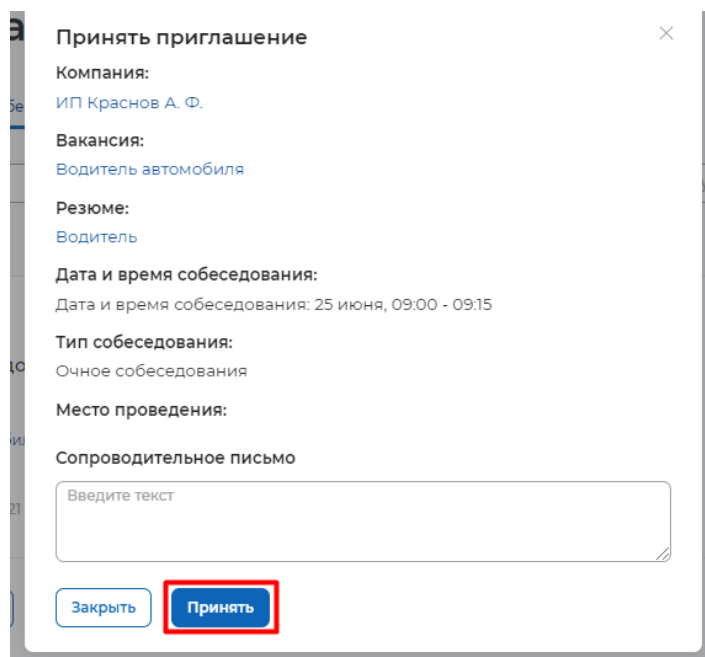 Принять приглашение
Компания:
ИП Краснов А. Ф.
Вакансия:
Водитель автомобиля
Резюме:
Водитель
Дата и время собеседования:
Дата и время собеседования: 25 июня, 09:00 - 09:15
Тип собеседования:
Очное собеседования
Место проведения:
Сопроводительное письмо
Введите текст
Закрыть
Принять